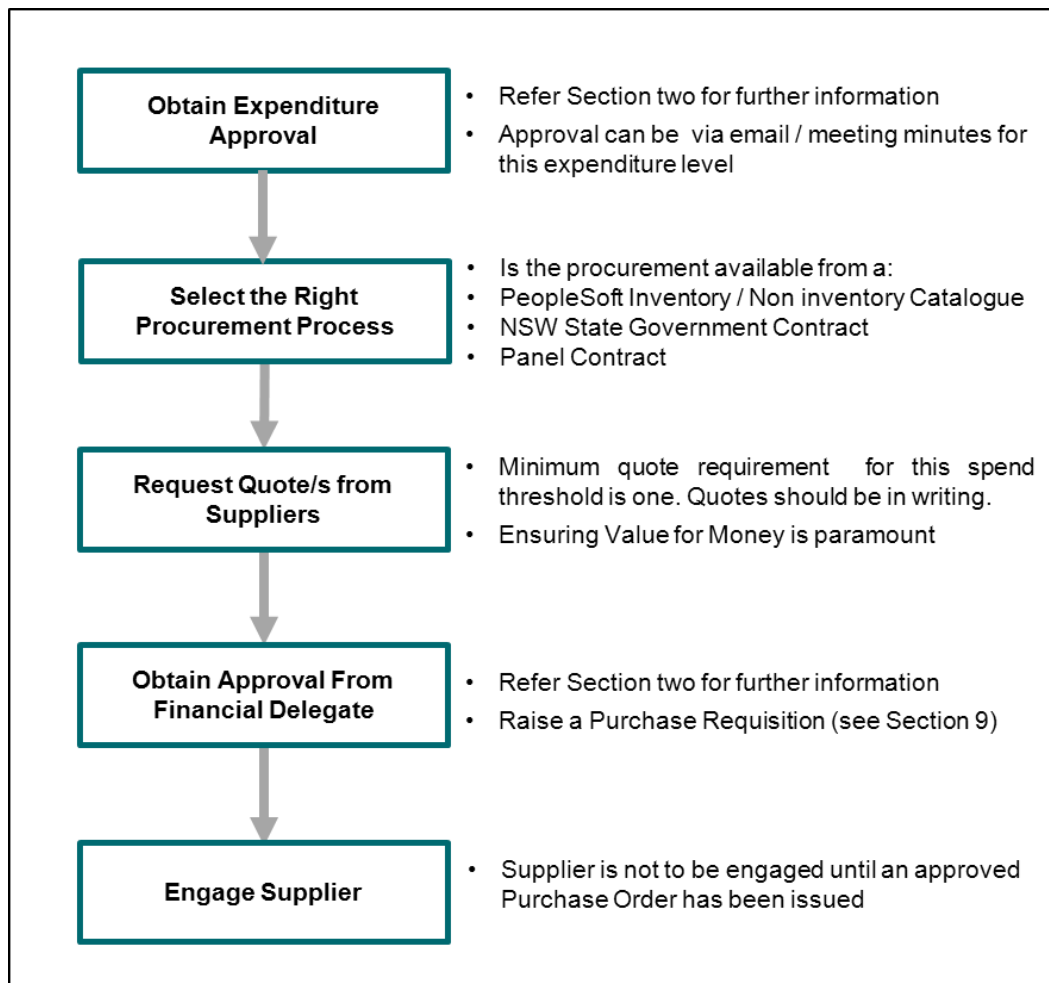 Obtain Expenditure
Approval
• Refer Section two for further information
• Approval can be via email / meeting minutes for
this expenditure level
Select the Right
Procurement Process
• Is the procurement available from a:
• PeopleSoft Inventory / Non inventory Catalogue
• NSW State Government Contract
• Panel Contract
Request Quote/s from
Suppliers
• Minimum quote requirement for this spend
threshold is one. Quotes should be in writing.
• Ensuring Value for Money is paramount
Obtain Approval From
Financial Delegate
• Refer Section two for further information
• Raise a Purchase Requisition (see Section 9)
Engage Supplier
• Supplier is not to be engaged until an approved
Purchase Order has been issued